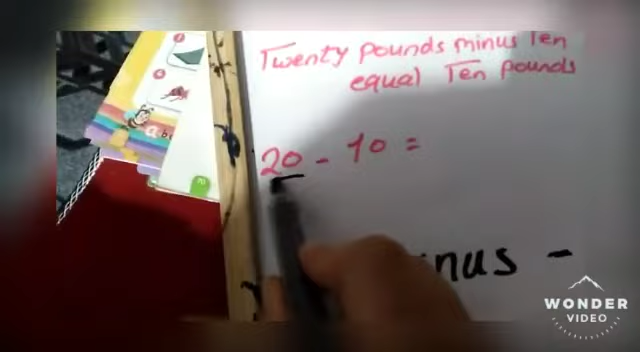 Twenty pounds minus Ten
equal Ten pounds
20 - 10 =
nus -
WONDER
VIDEO